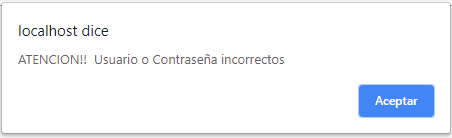 localhost dice
ATENCION!! Usuario o Contraseña incorrectos
Aceptar